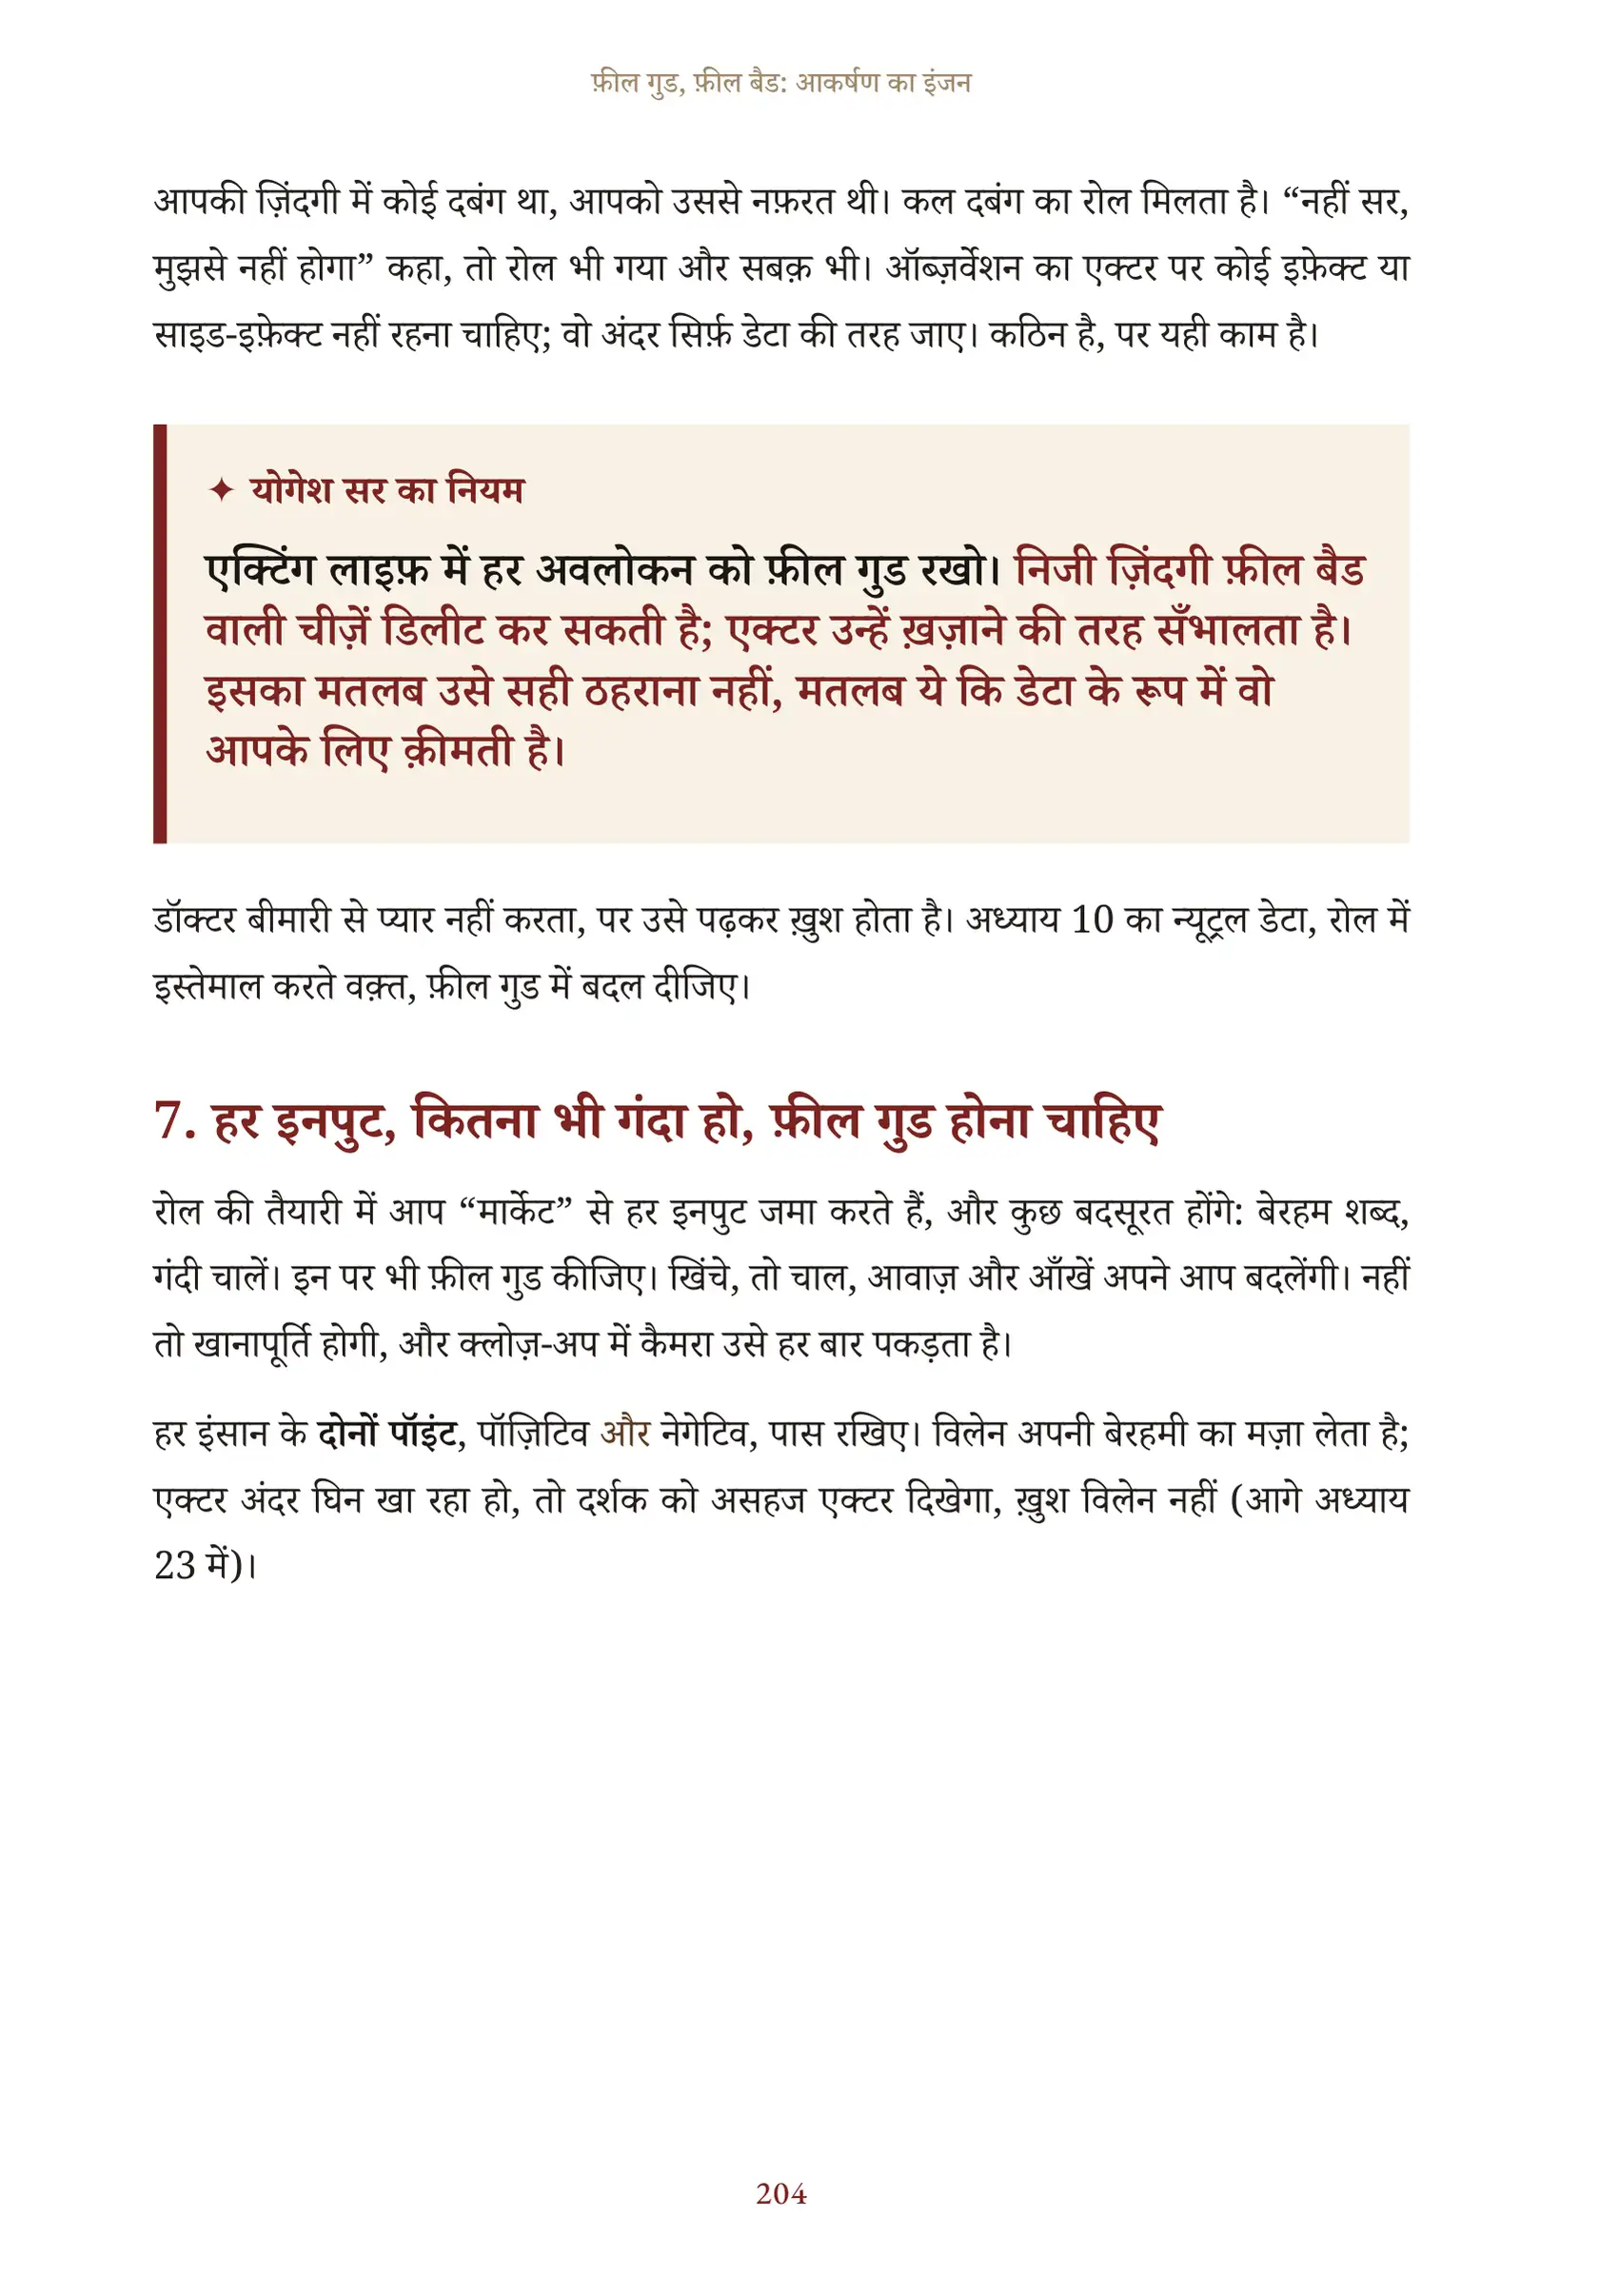 फ़ील गुड, फ़ील बैड: आकर्षण का इंजन
आपकी ज़िंदगी में कोई दबंग था, आपको उससे नफ़रत थी। कल दबंग का रोल मिलता है। “नहीं सर,
मुझसे नहीं होगा” कहा, तो रोल भी गया और सबक़ भी। ऑब्ज़र्वेशन का एक्टर पर कोई इफ़ेक्ट या
साइड-इफ़ेक्ट नहीं रहना चाहिए; वो अंदर सिर्फ़ डेटा की तरह जाए। कठिन है, पर यही काम है।
✦ योगेश सर का नियम
एक्टिंग लाइफ़ में हर अवलोकन को फ़ील गुड रखो। निजी ज़िंदगी फ़ील बैड
वाली चीज़ें डिलीट कर सकती है; एक्टर उन्हें ख़ज़ाने की तरह सँभालता है।
इसका मतलब उसे सही ठहराना नहीं, मतलब ये कि डेटा के रूप में वो
आपके लिए क़ीमती है।
डॉक्टर बीमारी से प्यार नहीं करता, पर उसे पढ़कर ख़ुश होता है। अध्याय 10 का न्यूट्रल डेटा, रोल में
इस्तेमाल करते वक़्त, फ़ील गुड में बदल दीजिए।
7. हर इनपुट, कितना भी गंदा हो, फ़ील गुड होना चाहिए
रोल की तैयारी में आप “मार्केट” से हर इनपुट जमा करते हैं, और कुछ बदसूरत होंगे: बेरहम शब्द,
गंदी चालें। इन पर भी फ़ील गुड कीजिए। खिंचे, तो चाल, आवाज़ और आँखें अपने आप बदलेंगी। नहीं
तो खानापूर्ति होगी, और क्लोज़-अप में कैमरा उसे हर बार पकड़ता है।
हर इंसान के दोनों पॉइंट, पॉज़िटिव और नेगेटिव, पास रखिए। विलेन अपनी बेरहमी का मज़ा लेता है;
एक्टर अंदर घिन खा रहा हो, तो दर्शक को असहज एक्टर दिखेगा, ख़ुश विलेन नहीं (आगे अध्याय
23 में)।
204